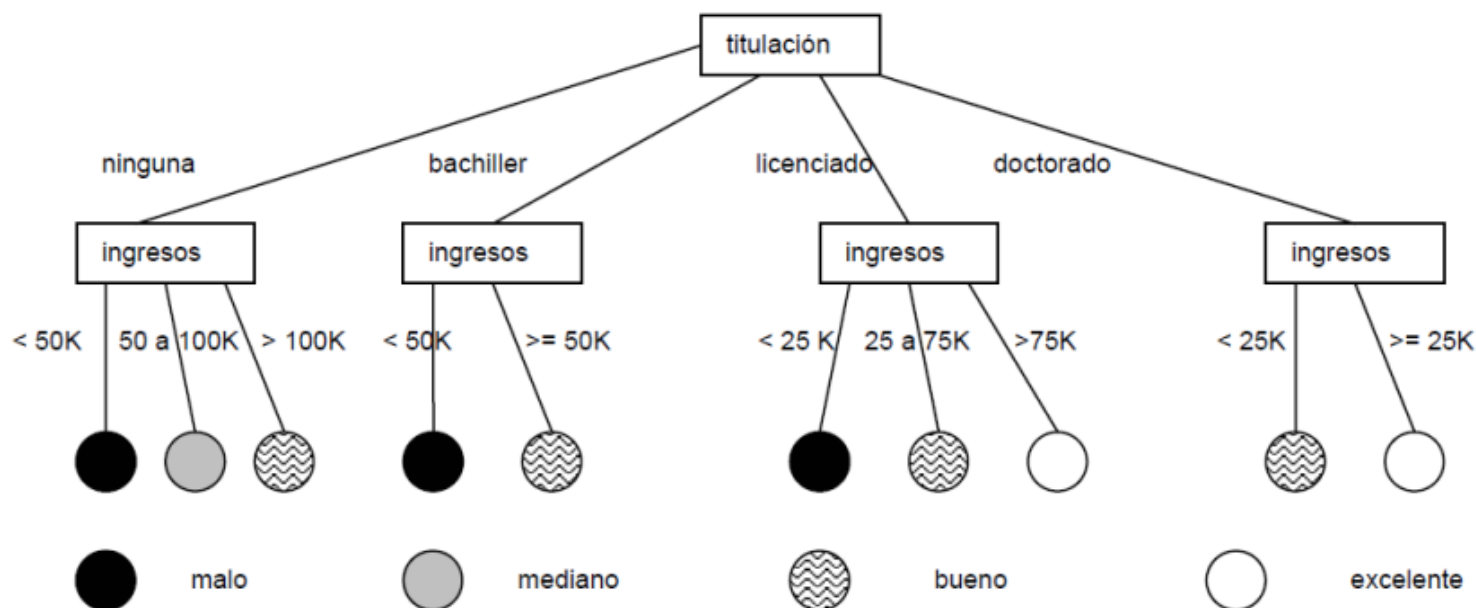 titulación
ninguna bachiller licenciado doctorado
ingresos ingresos ingresos ingresos
< 50K 50 a 100K > 100K < 50K >= 50K < 25 K 25 a 75K >75K < 25K >= 25K
malo mediano bueno excelente